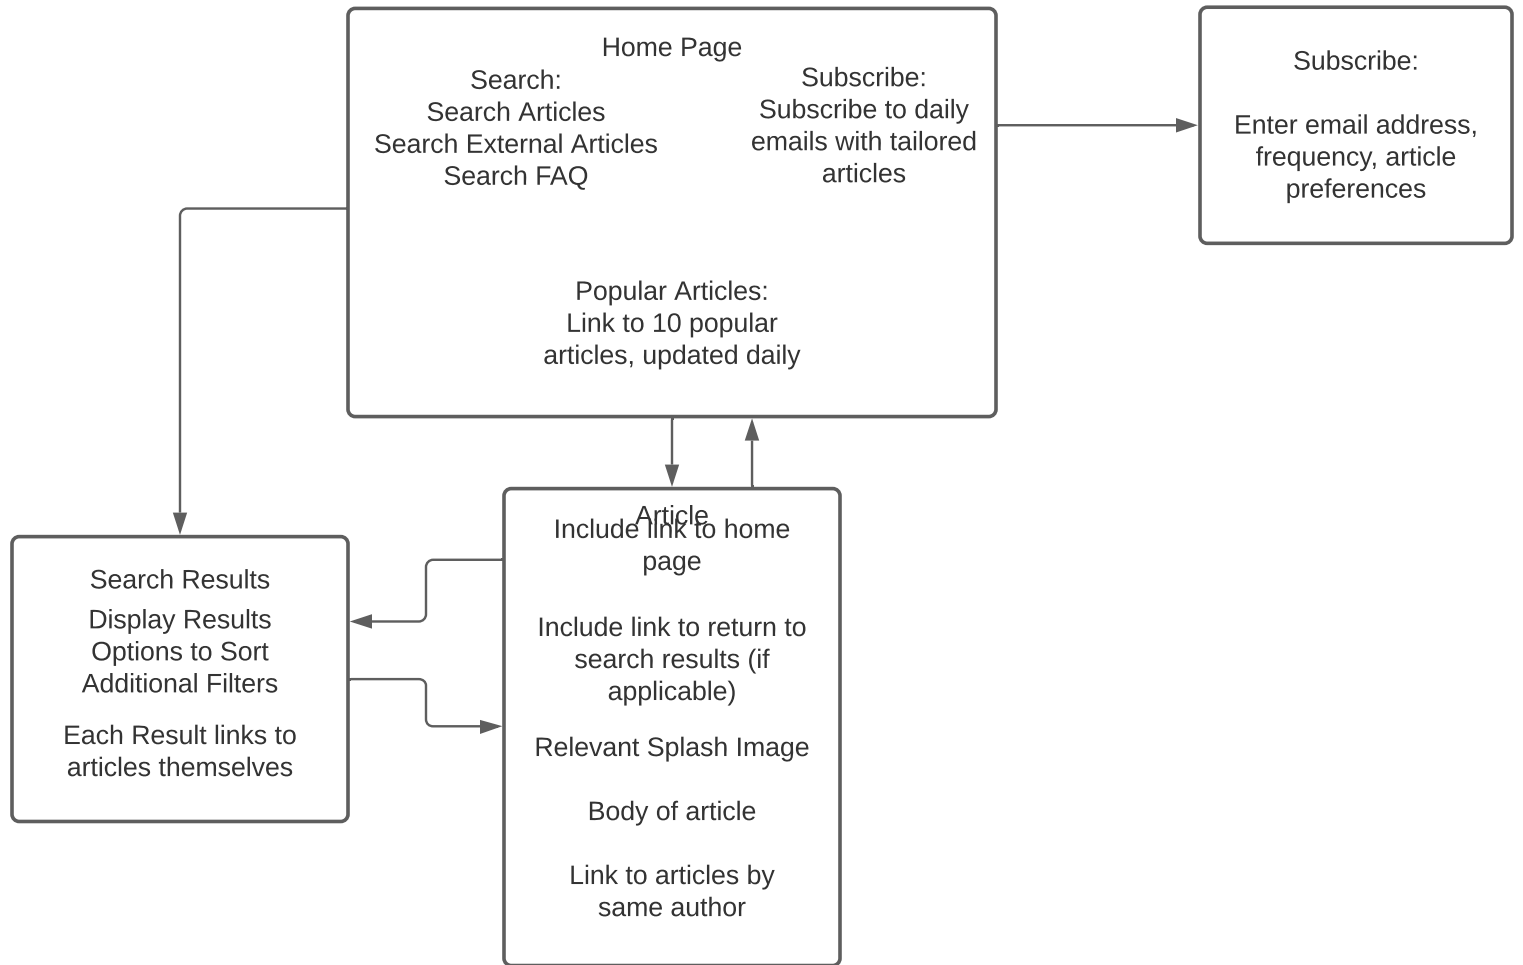 Home Page
Search:
Search Articles
Search External Articles
Search FAQ
Subscribe:
Subscribe to daily
emails with tailored
articles
Popular Articles:
Link to 10 popular
articles, updated daily
Subscribe:
Enter email address,
frequency, article
preferences
Search Results
Display Results
Options to Sort
Additional Filters
Each Result links to
articles themselves
Article
Include link to home
page
Include link to return to
search results (if
applicable)
Relevant Splash Image
Body of article
Link to articles by
same author